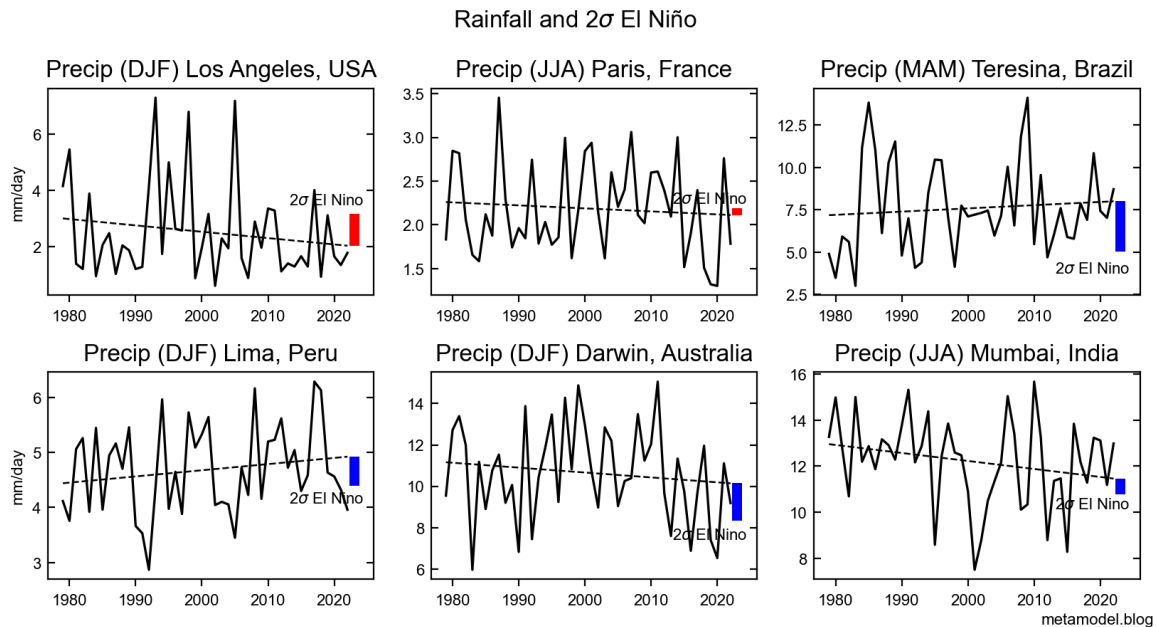 Rainfall and 2σ El Niño
Precip (DJF) Los Angeles, USA
mm/day
6
4
2
2σ El Nino
1980 1990 2000 2010 2020
Precip (JJA) Paris, France
3.5
3.0
2.5
2.0
1.5
2σ El Nino
1980 1990 2000 2010 2020
Precip (MAM) Teresina, Brazil
12.5
10.0
7.5
5.0
2.5
2σ El Nino
1980 1990 2000 2010 2020
Precip (DJF) Lima, Peru
mm/day
6
5
4
3
2σ El Nino
1980 1990 2000 2010 2020
Precip (DJF) Darwin, Australia
14
12
10
8
6
2σ El Nino
1980 1990 2000 2010 2020
Precip (JJA) Mumbai, India
16
14
12
10
8
2σ El Nino
1980 1990 2000 2010 2020
metamodel.blog